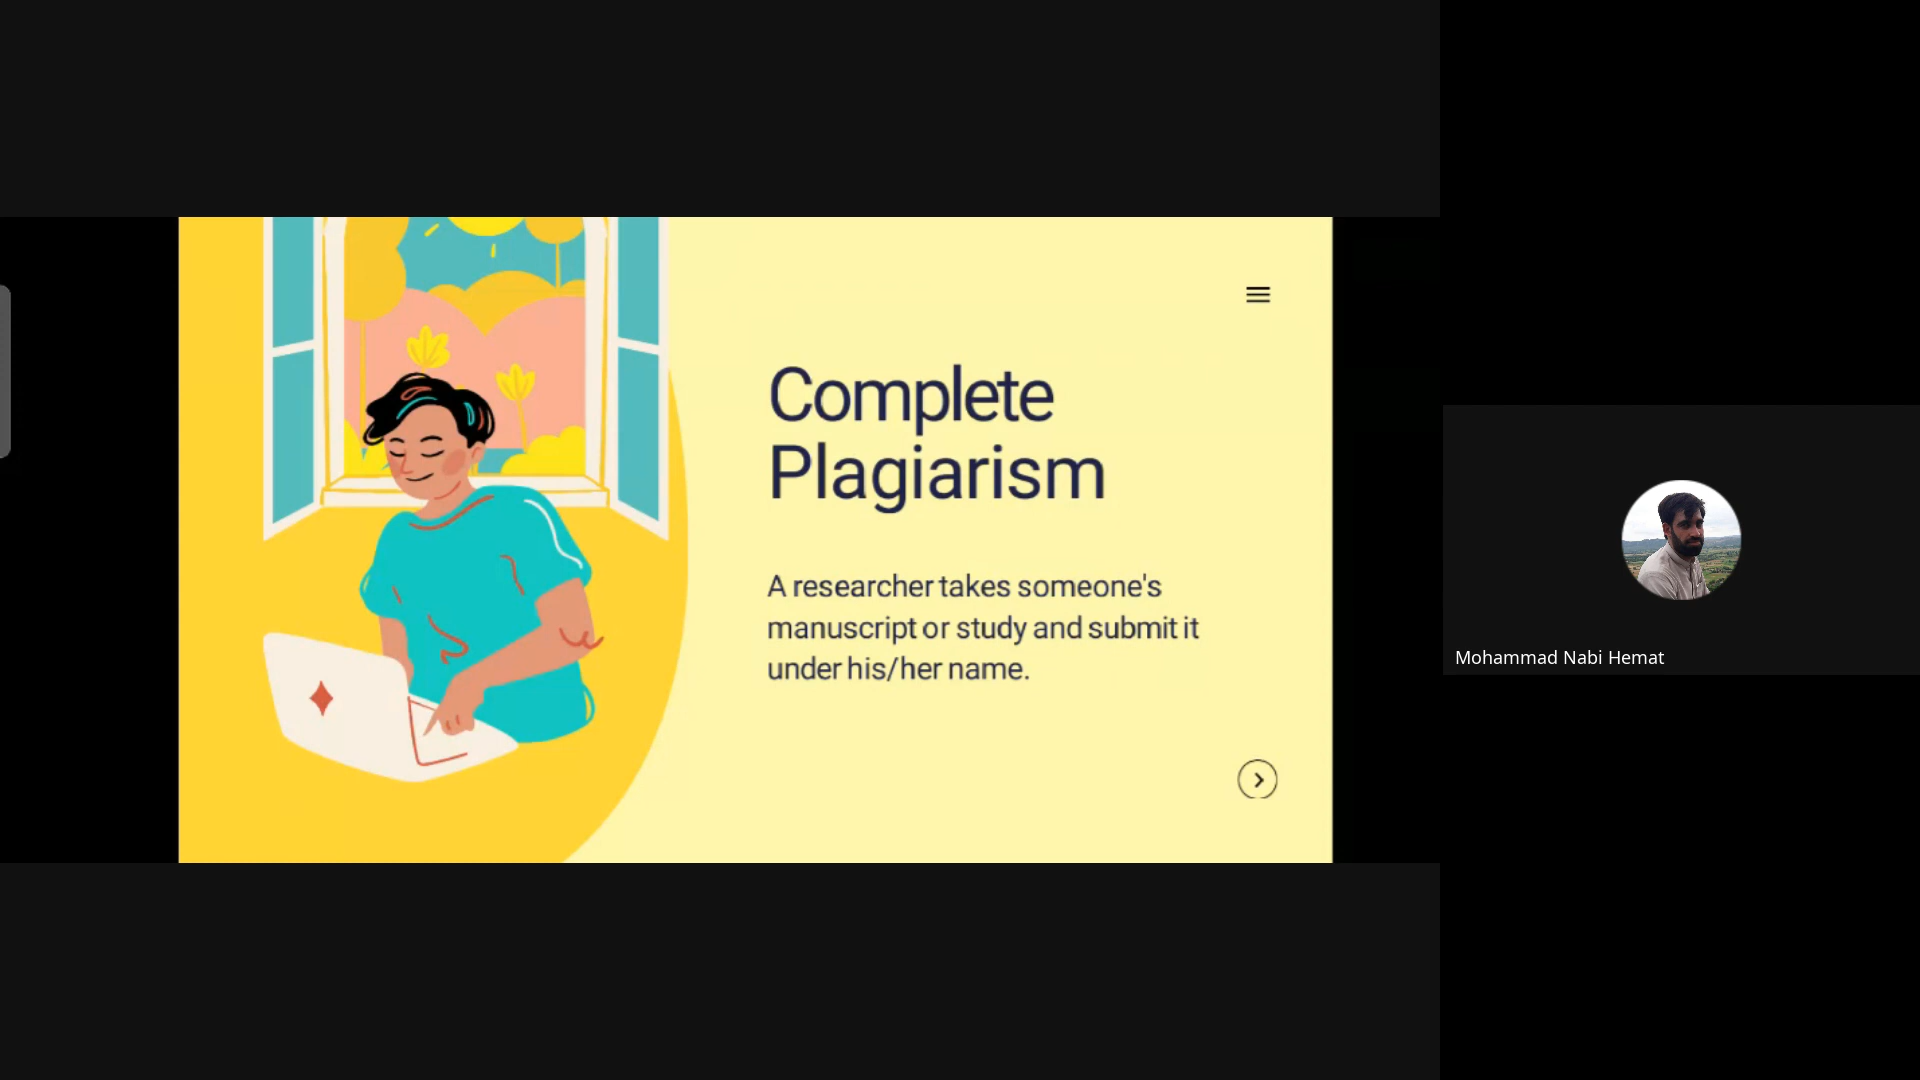 Complete
Plagiarism
A researcher takes someone's
manuscript or study and submit it
under his/her name.
Mohammad Nabi Hemat